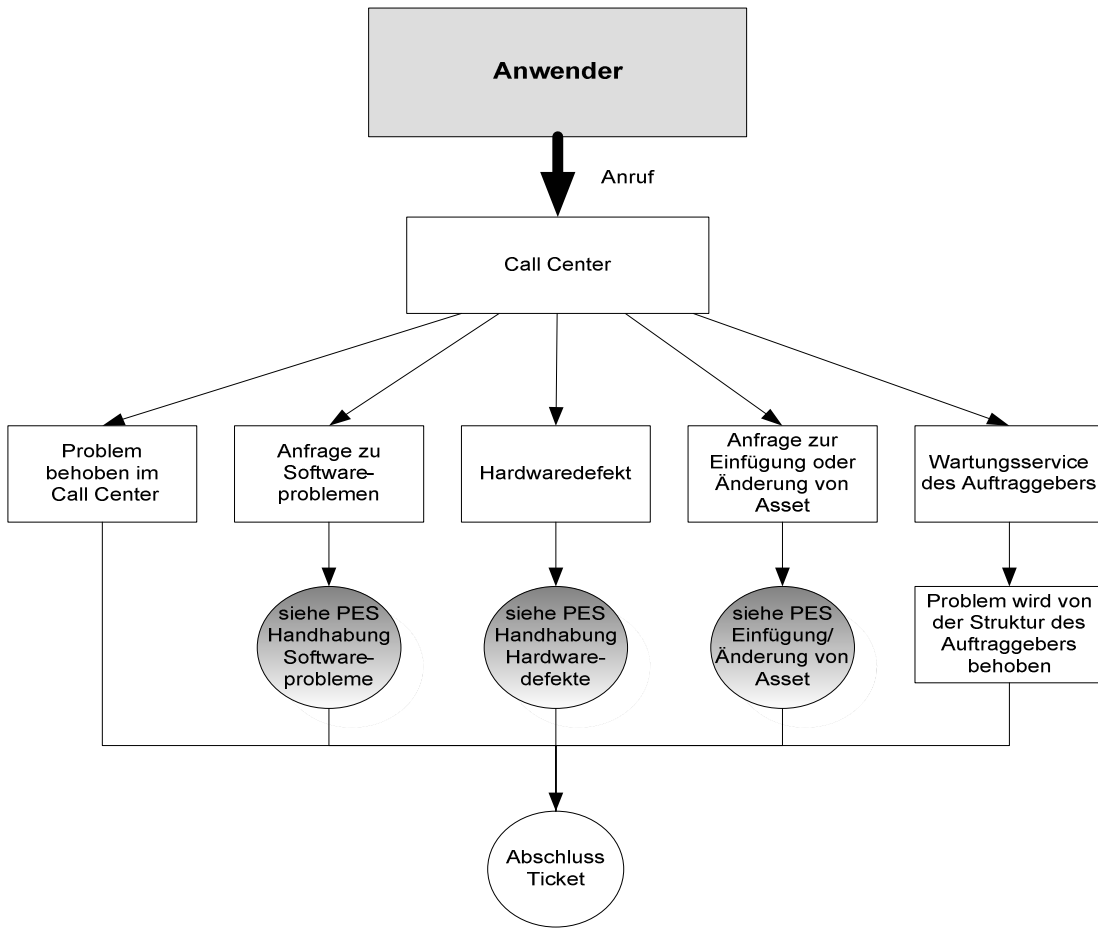 Anwender
Anruf
Call Center
Problem
behoben im
Call Center
Anfrage zu
Software-
problemen
Hardwaredefekt
Anfrage zur
Einfügung oder
Änderung von
Asset
Wartungsservice
des Auftraggebers
siehe PES
Handhabung
Software-
probleme
siehe PES
Handhabung
Hardware-
defekte
siehe PES
Einfügung/
Änderung von
Asset
Problem wird von
der Struktur des
Auftraggebers
behoben
Abschluss
Ticket